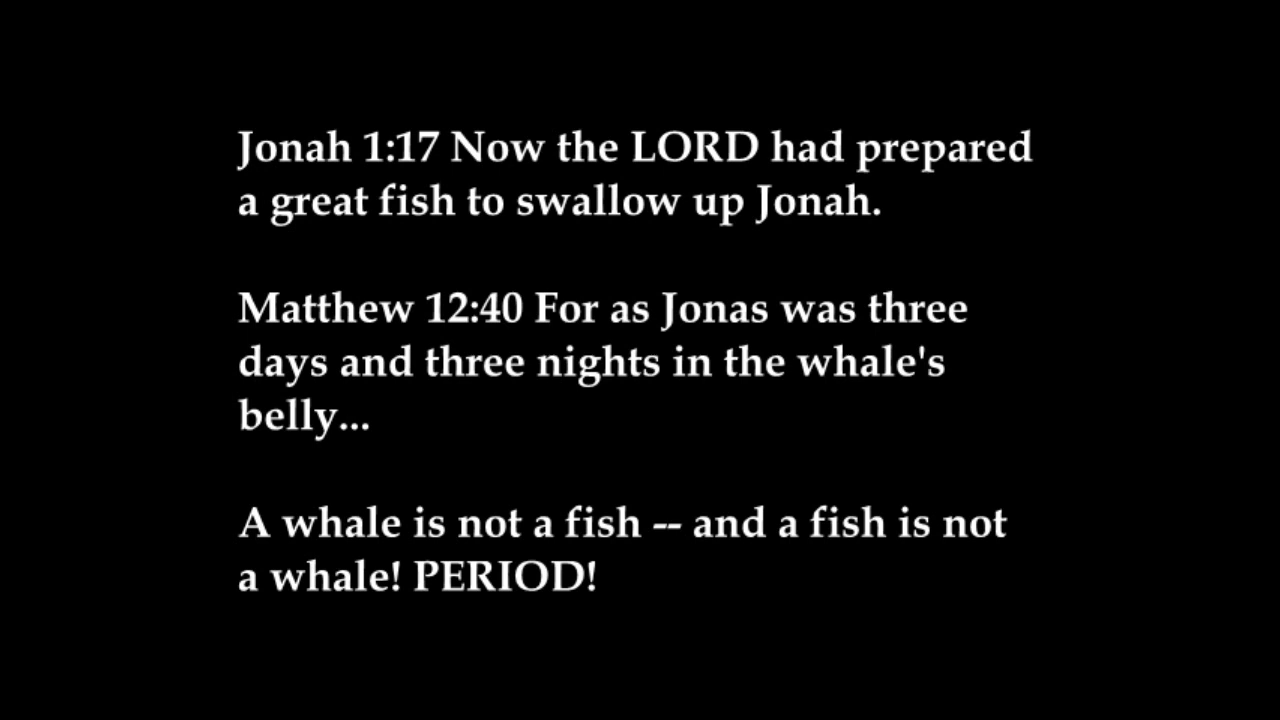 Jonah 1:17 Now the LORD had prepared
a great fish to swallow up Jonah.
Matthew 12:40 For as Jonas was three
days and three nights in the whale's
belly...
A whale is not a fish -- and a fish is not
a whale! PERIOD!